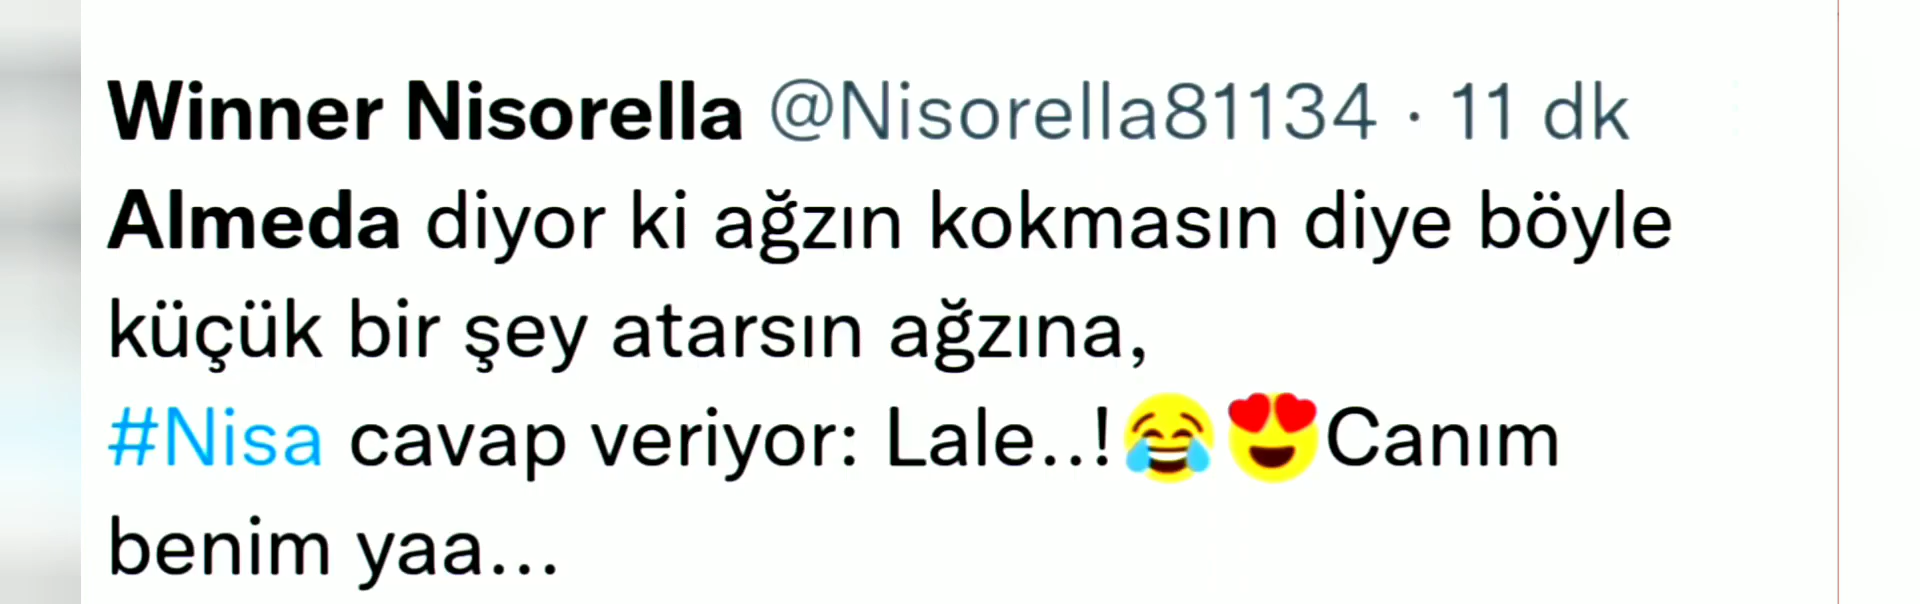 Winner Nisorella @Nisorella81134 · 11 dk
Almeda diyor ki ağzın kokmasın diye böyle
küçük bir şey atarsın ağzına,
#Nisa cavap veriyor: Lale..!😂😍Canım
benim yaa...